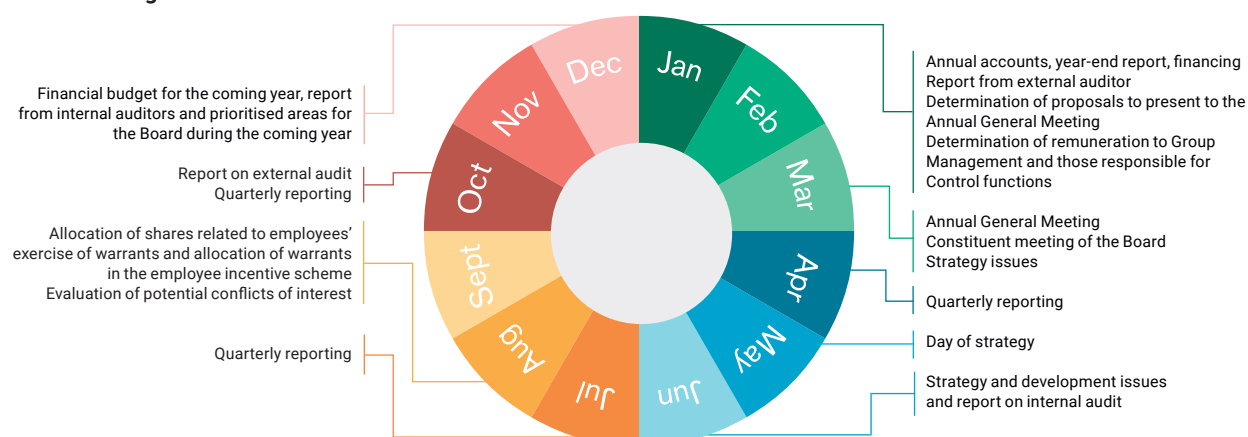 Dec
Jan
Nov
Feb
Oct
Mar
Sept
Apr
Aug
May
Jul
Jun
Financial budget for the coming year, report
from internal auditors and prioritised areas for
the Board during the coming year
Report on external audit
Quarterly reporting
Allocation of shares related to employees’
exercise of warrants and allocation of warrants
in the employee incentive scheme
Evaluation of potential conflicts of interest
Quarterly reporting
Annual accounts, year-end report, financing
Report from external auditor
Determination of proposals to present to the
Annual General Meeting
Determination of remuneration to Group
Management and those responsible for
Control functions
Annual General Meeting
Constituent meeting of the Board
Strategy issues
Quarterly reporting
Day of strategy
Strategy and development issues
and report on internal audit